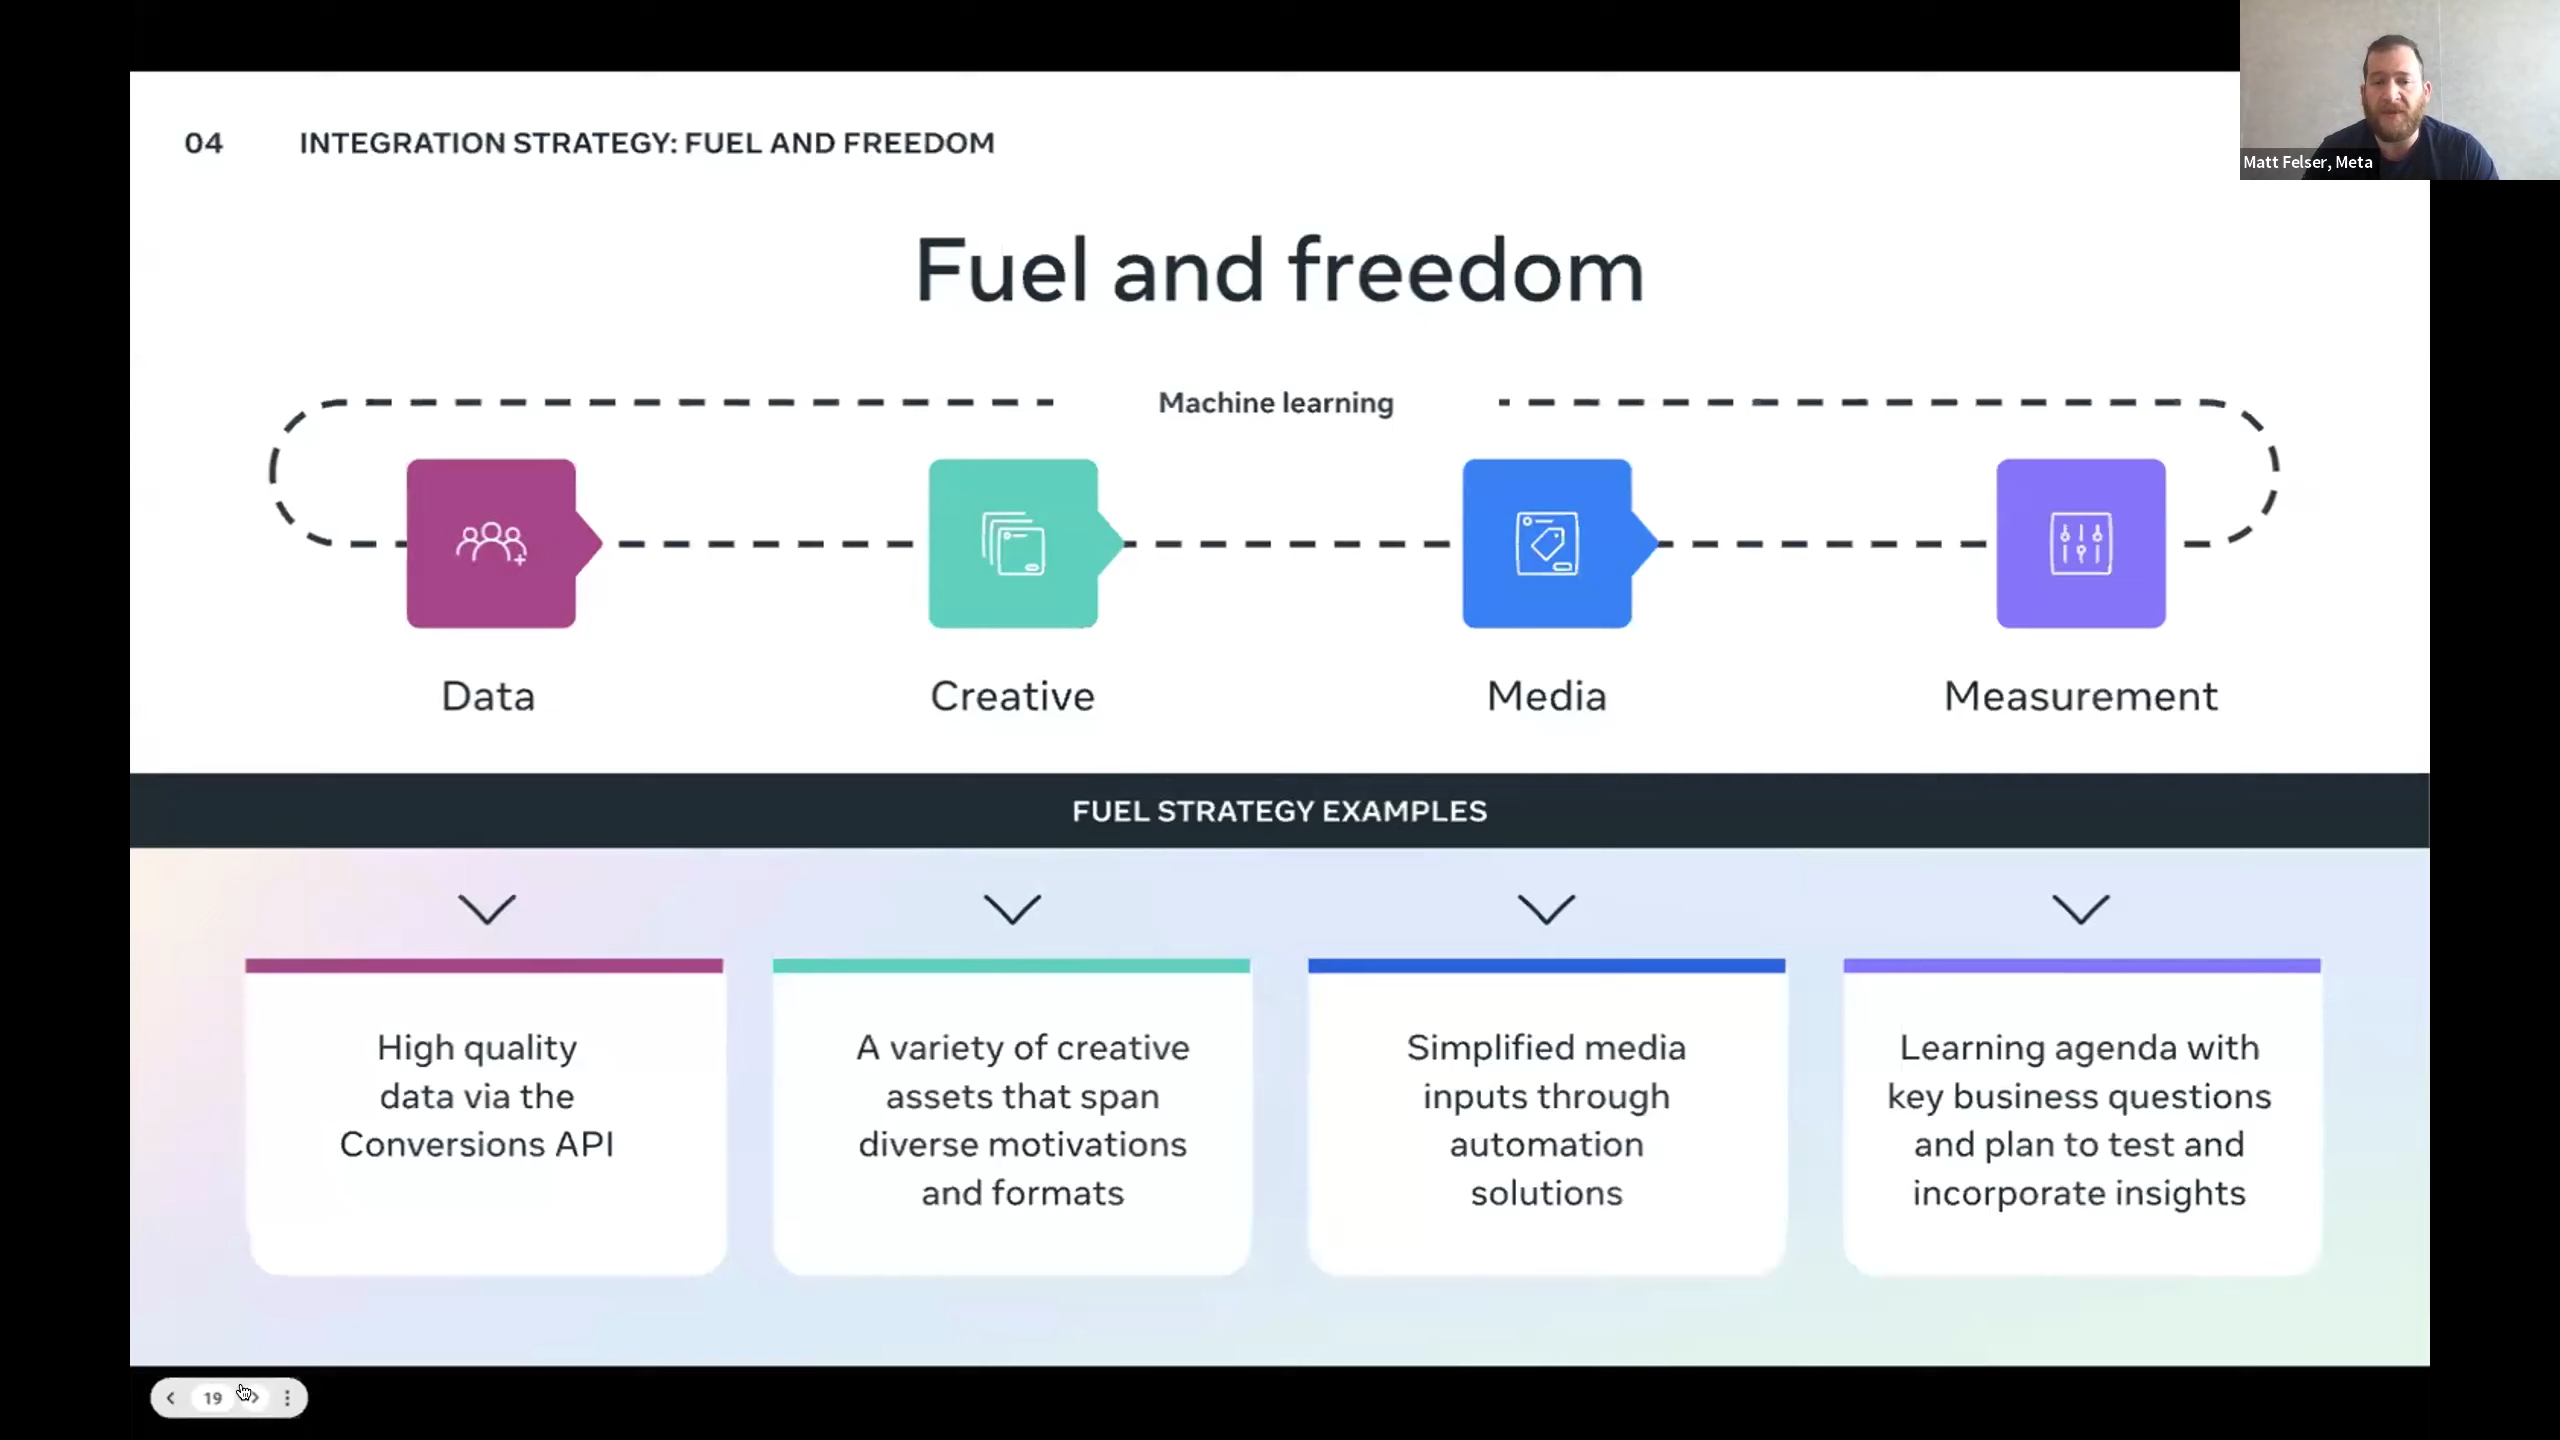 04 INTEGRATION STRATEGY: FUEL AND FREEDOM
Matt Felser, Meta
Fuel and freedom
Machine learning
Data
Creative
Media
Measurement
FUEL STRATEGY EXAMPLES
High quality
data via the
Conversions API
A variety of creative
assets that span
diverse motivations
and formats
Simplified media
inputs through
automation
solutions
Learning agenda with
key business questions
and plan to test and
incorporate insights
19